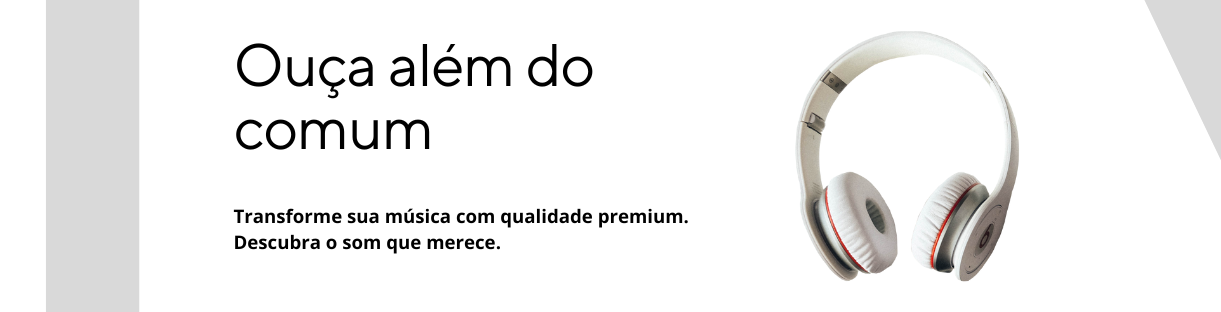 Ouça além do
comum
Transforme sua música com qualidade premium.
Descubra o som que merece.